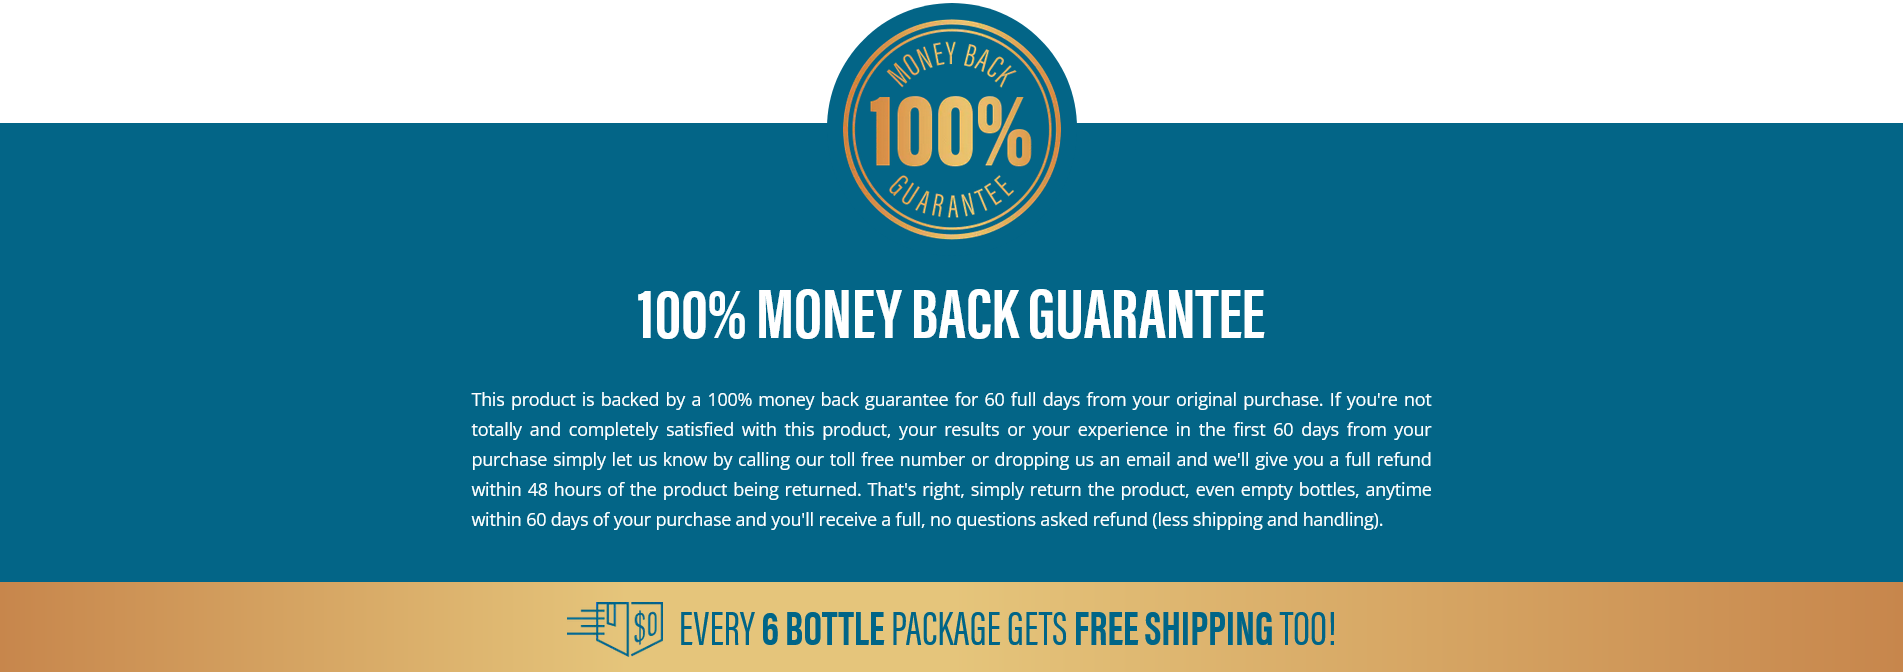 MONEY BACK
100%
GUARANTEE
100% MONEY BACK GUARANTEE
This product is backed by a 100% money back guarantee for 60 full days from your original purchase. If you're not
totally and completely satisfied with this product, your results or your experience in the first 60 days from your
purchase simply let us know by calling our toll free number or dropping us an email and we'll give you a full refund
within 48 hours of the product being returned. That's right, simply return the product, even empty bottles, anytime
within 60 days of your purchase and you'll receive a full, no questions asked refund (less shipping and handling).
$0 EVERY 6 BOTTLE PACKAGE GETS FREE SHIPPING TOO!